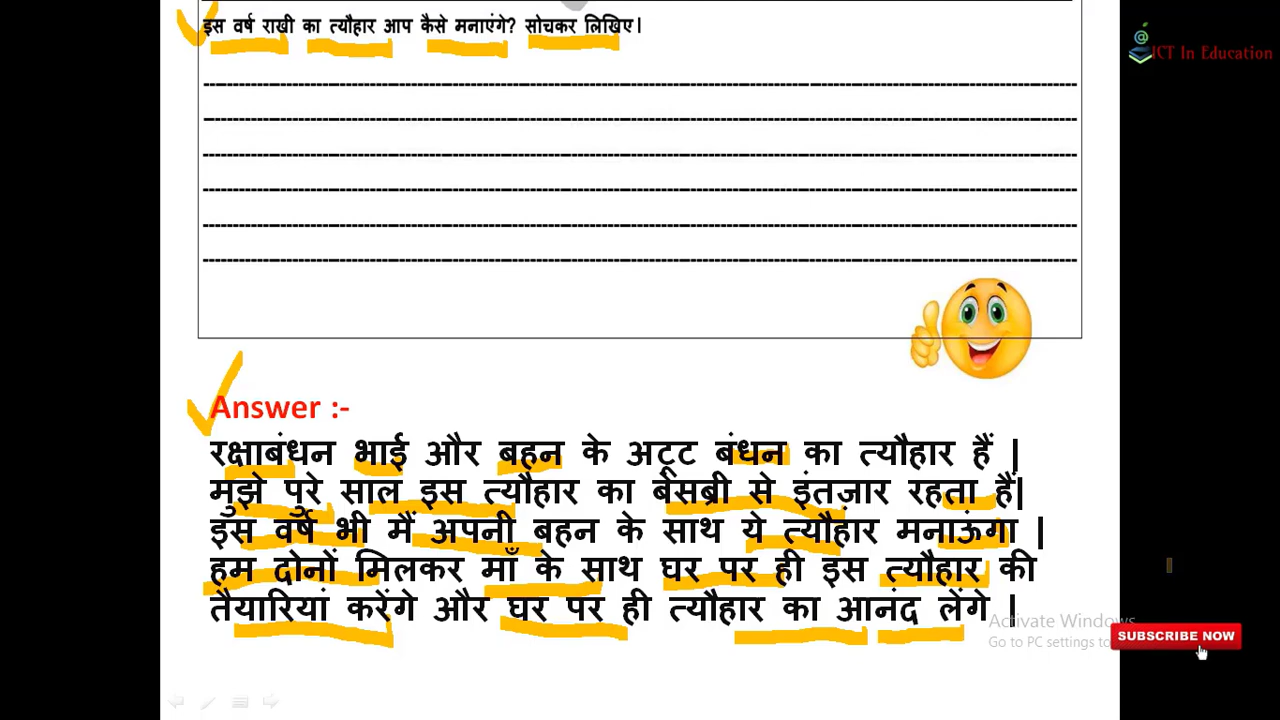 इस वर्ष राखी का त्यौहार आप कैसे मनाएंगे? सोचकर लिखिए।
@
ICT In Education
Answer :-
रक्षाबंधन भाई और बहन के अटूट बंधन का त्यौहार हैं |
मुझे पुरे साल इस त्यौहार का बेसब्री से इंतज़ार रहता हैं|
इस वर्ष भी मैं अपनी बहन के साथ ये त्यौहार मनाऊंगा |
हम दोनों मिलकर माँ के साथ घर पर ही इस त्यौहार की
तैयारियां करेंगे और घर पर ही त्यौहार का आनंद लेंगे |
Activate Windows
Go to PC settings to
SUBSCRIBE NOW